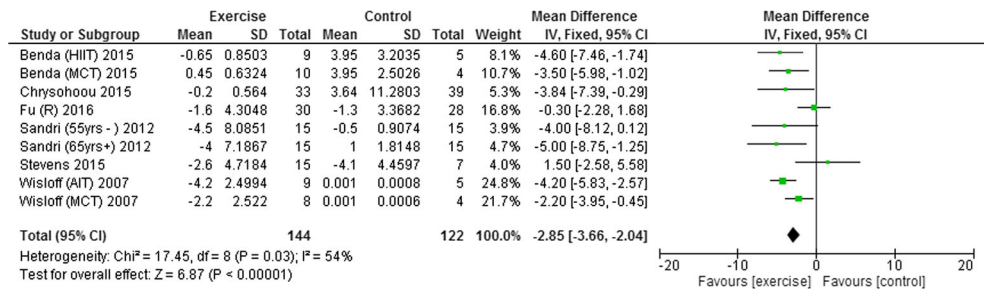 Exercise Control Mean Difference Mean Difference
Study or Subgroup Mean SD Total Mean SD Total Weight IV, Fixed, 95% CI IV, Fixed, 95% CI
Benda (HIIT) 2015 -0.65 0.8503 9 3.95 3.2035 5 8.1% -4.60 [-7.46, -1.74]
Benda (MCT) 2015 0.45 0.6324 10 3.95 2.5026 4 10.7% -3.50 [-5.98, -1.02]
Chrysohoou 2015 -0.2 0.564 33 3.64 11.2803 39 5.3% -3.84 [-7.39, -0.29]
Fu (R) 2016 -1.6 4.3048 30 -1.3 3.3682 28 16.8% -0.30 [-2.28, 1.68]
Sandri (55yrs - ) 2012 -4.5 8.0851 15 -0.5 0.9074 15 3.9% -4.00 [-8.12, 0.12]
Sandri (65yrs+) 2012 -4 7.1867 15 1 1.8148 15 4.7% -5.00 [-8.75, -1.25]
Stevens 2015 -2.6 4.7184 15 -4.1 4.4597 7 4.0% 1.50 [-2.58, 5.58]
Wisloff (AIT) 2007 -4.2 2.4994 9 0.001 0.0008 5 24.8% -4.20 [-5.83, -2.57]
Wisloff (MCT) 2007 -2.2 2.522 8 0.001 0.0006 4 21.7% -2.20 [-3.95, -0.45]
Total (95% CI) 144 122 100.0% -2.85 [-3.66, -2.04]
Heterogeneity: Chi² = 17.45, df = 8 (P = 0.03); I² = 54%
Test for overall effect: Z = 6.87 (P < 0.00001)
-20 -10 0 10 20
Favours [exercise] Favours [control]